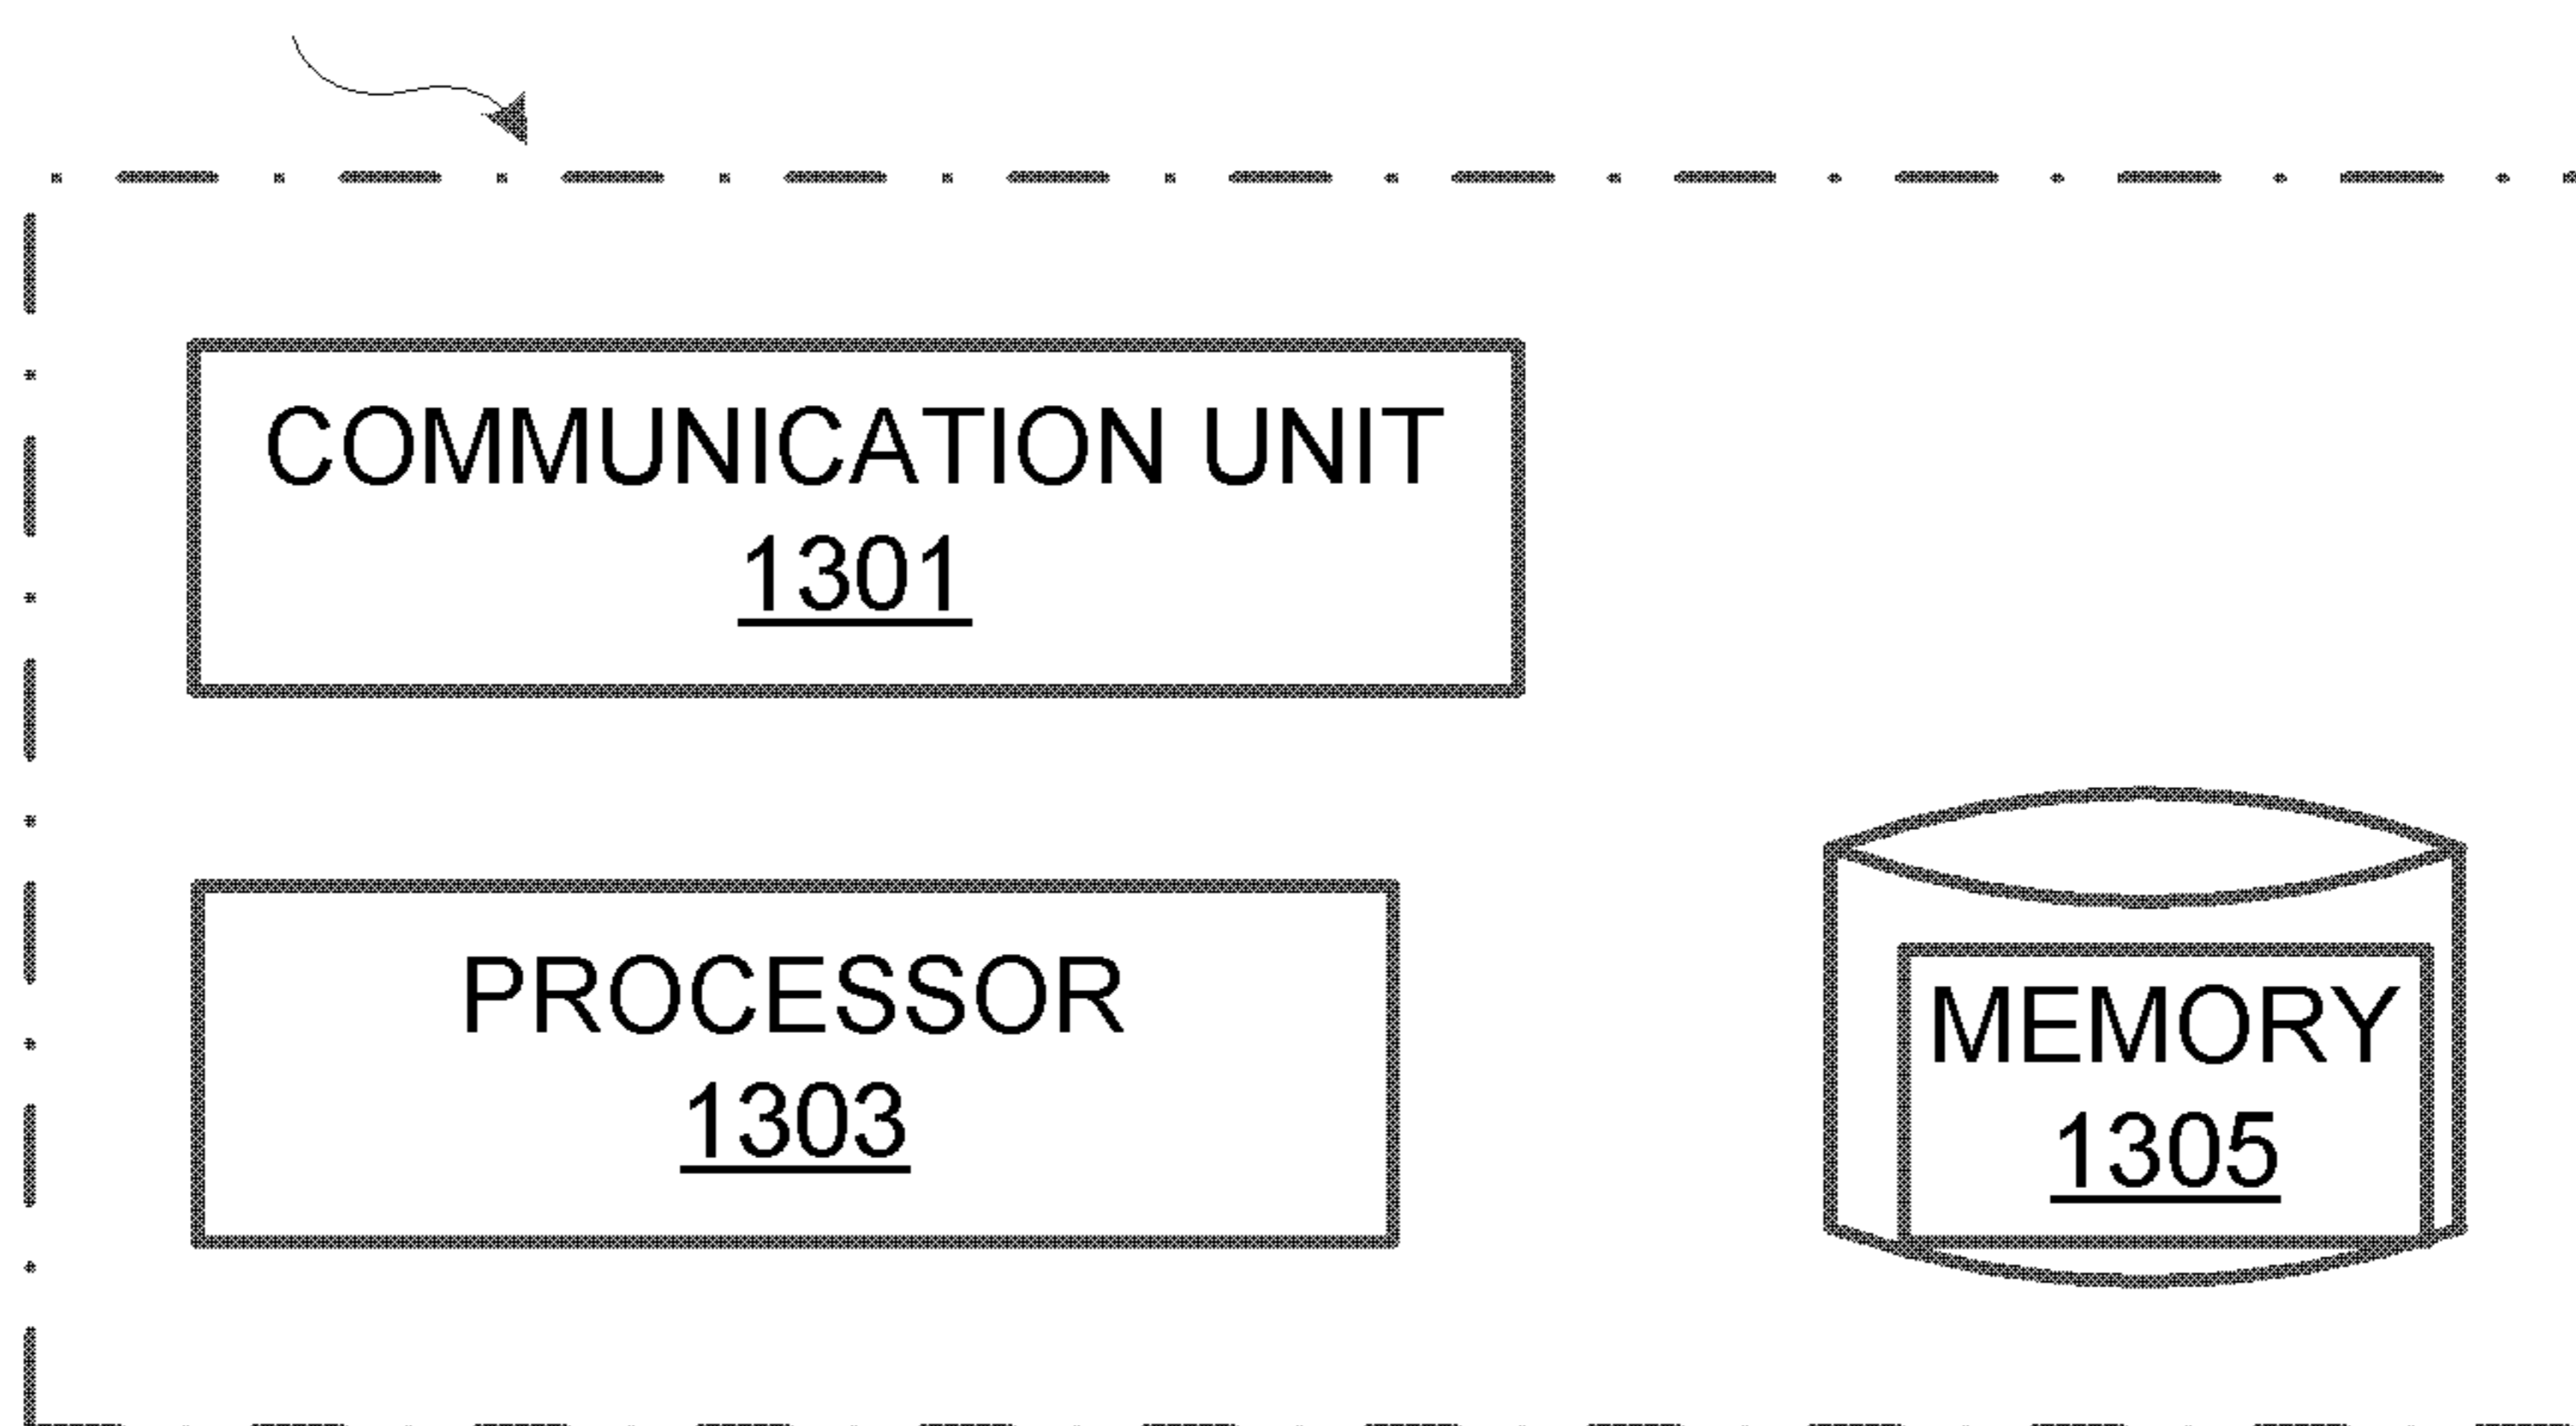 COMMUNICATION UNIT
1301
PROCESSOR
1303
MEMORY
1305